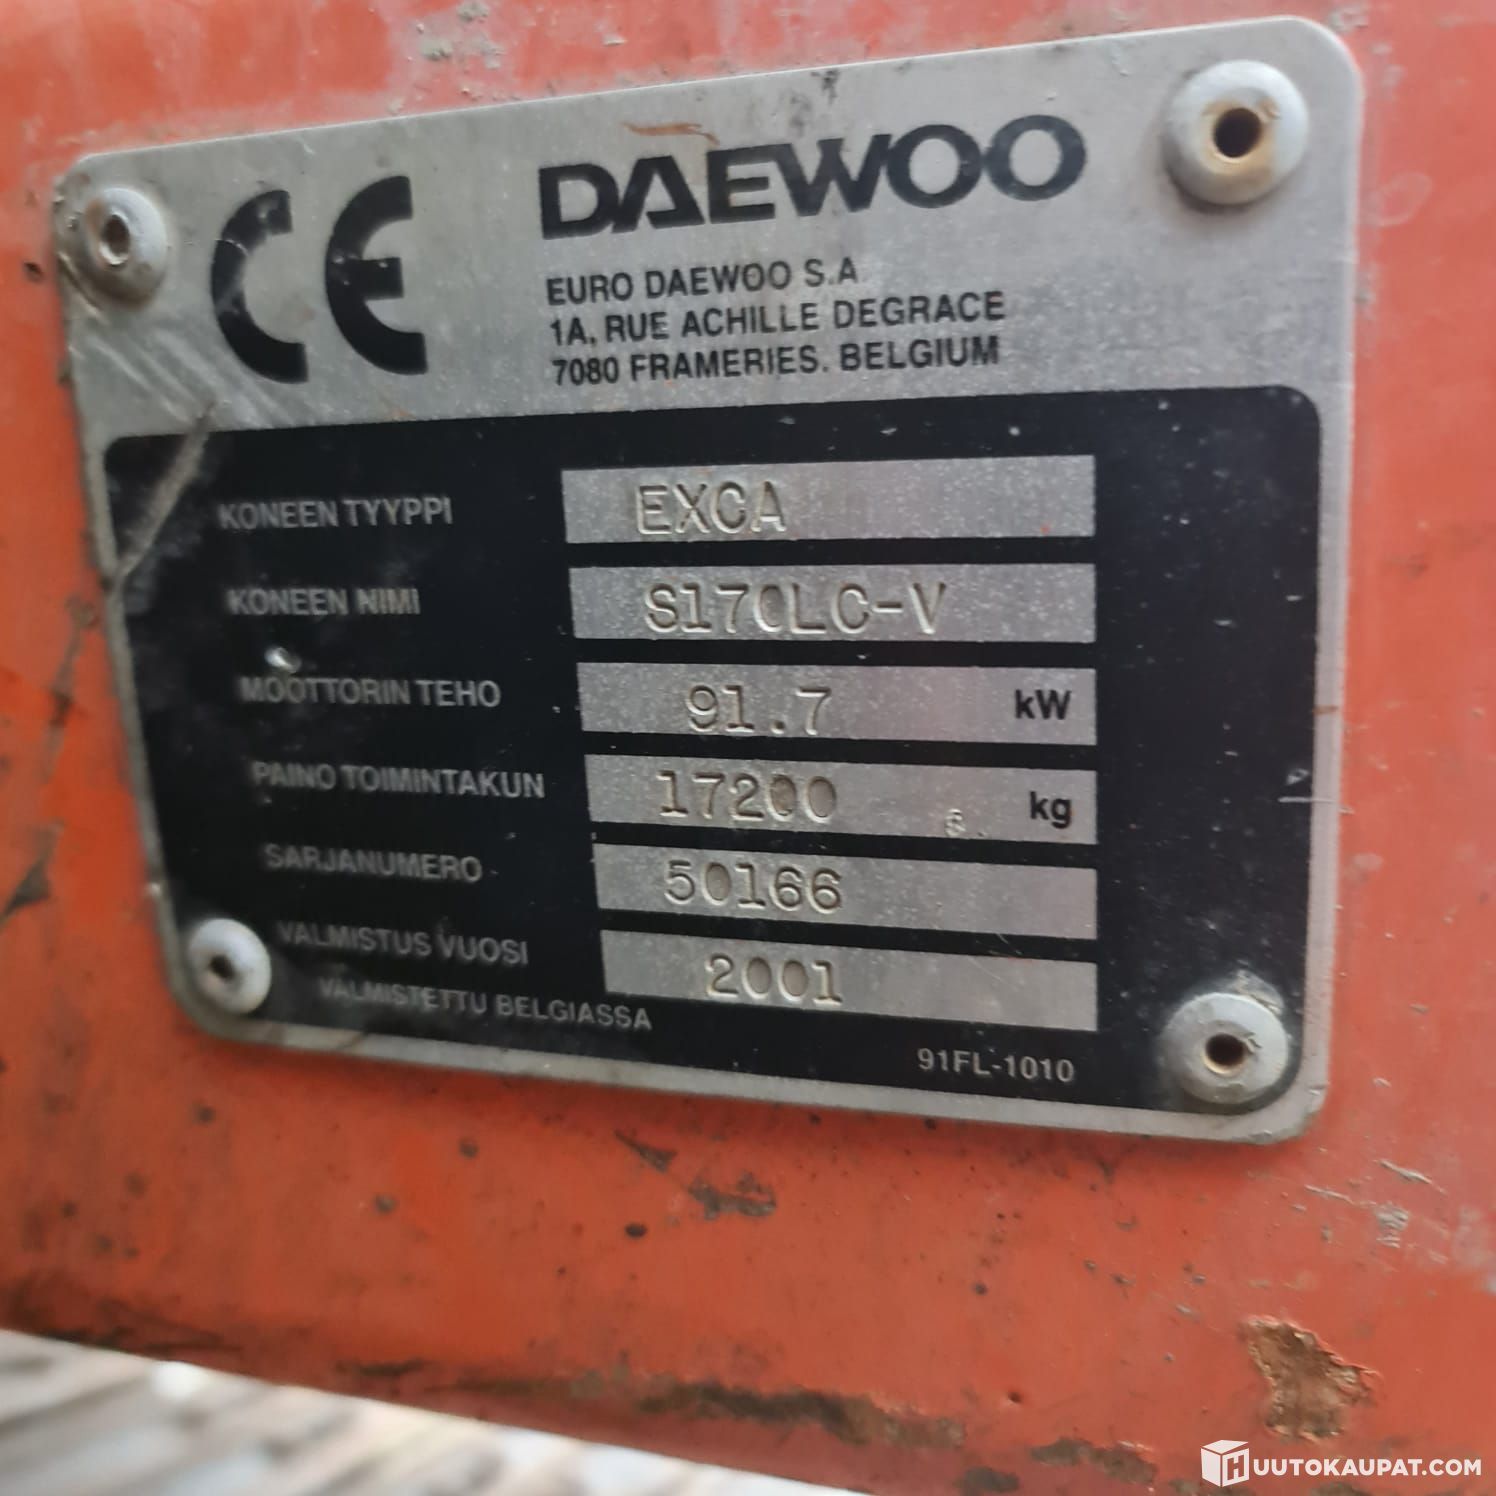 CE DAEWOO
EURO DAEWOO S.A
1A, RUE ACHILLE DEGRACE
7080 FRAMERIES. BELGIUM
KONEEN TYYPPI EXCA
KONEEN NIMI S170LC-V
MOOTTORIN TEHO 91.7 kW
PAINO TOIMINTAKUN 17200 kg
SARJANUMERO 50166
VALMISTUS VUOSI 2001
VALMISTETTU BELGIASSA
91FL-1010
HUUTOKAUPAT.COM